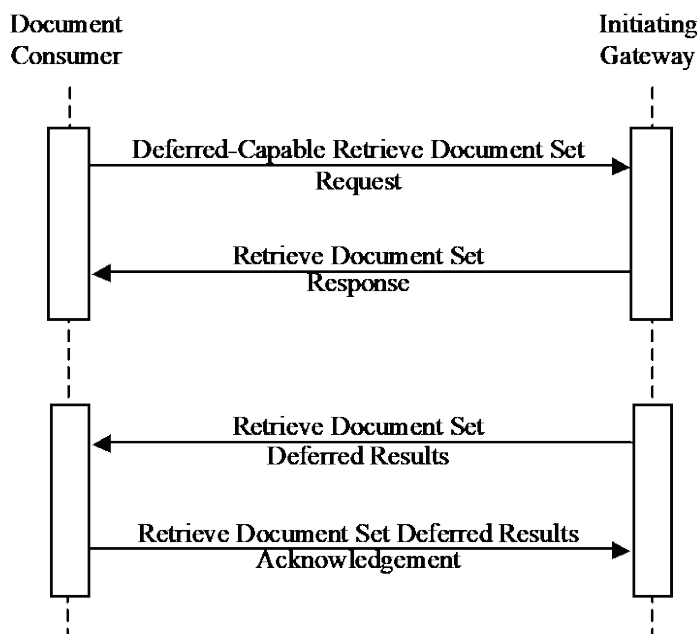 Document
Consumer
Initiating
Gateway
Deferred-Capable Retrieve Document Set
Request
Retrieve Document Set
Response
Retrieve Document Set
Deferred Results
Retrieve Document Set Deferred Results
Acknowledgement